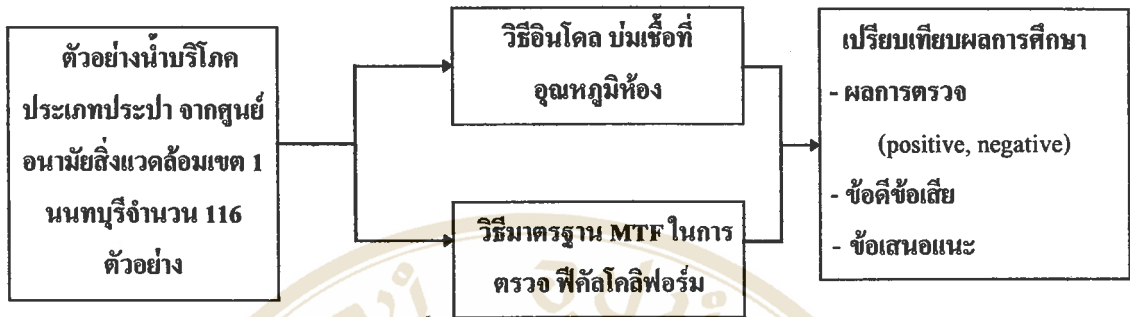 ตัวอย่างน้ำบริโภค
ประเภทประปา จากศูนย์
อนามัยสิ่งแวดล้อมเขต 1
นนทบุรีจำนวน 116
ตัวอย่าง
วิธีอินโดล บ่มเชื้อที่
อุณหภูมิห้อง
วิธีมาตรฐาน MTF ในการ
ตรวจ ฟีคัลโคลิฟอร์ม
เปรียบเทียบผลการศึกษา
- ผลการตรวจ
(positive, negative)
- ข้อดีข้อเสีย
- ข้อเสนอแนะ